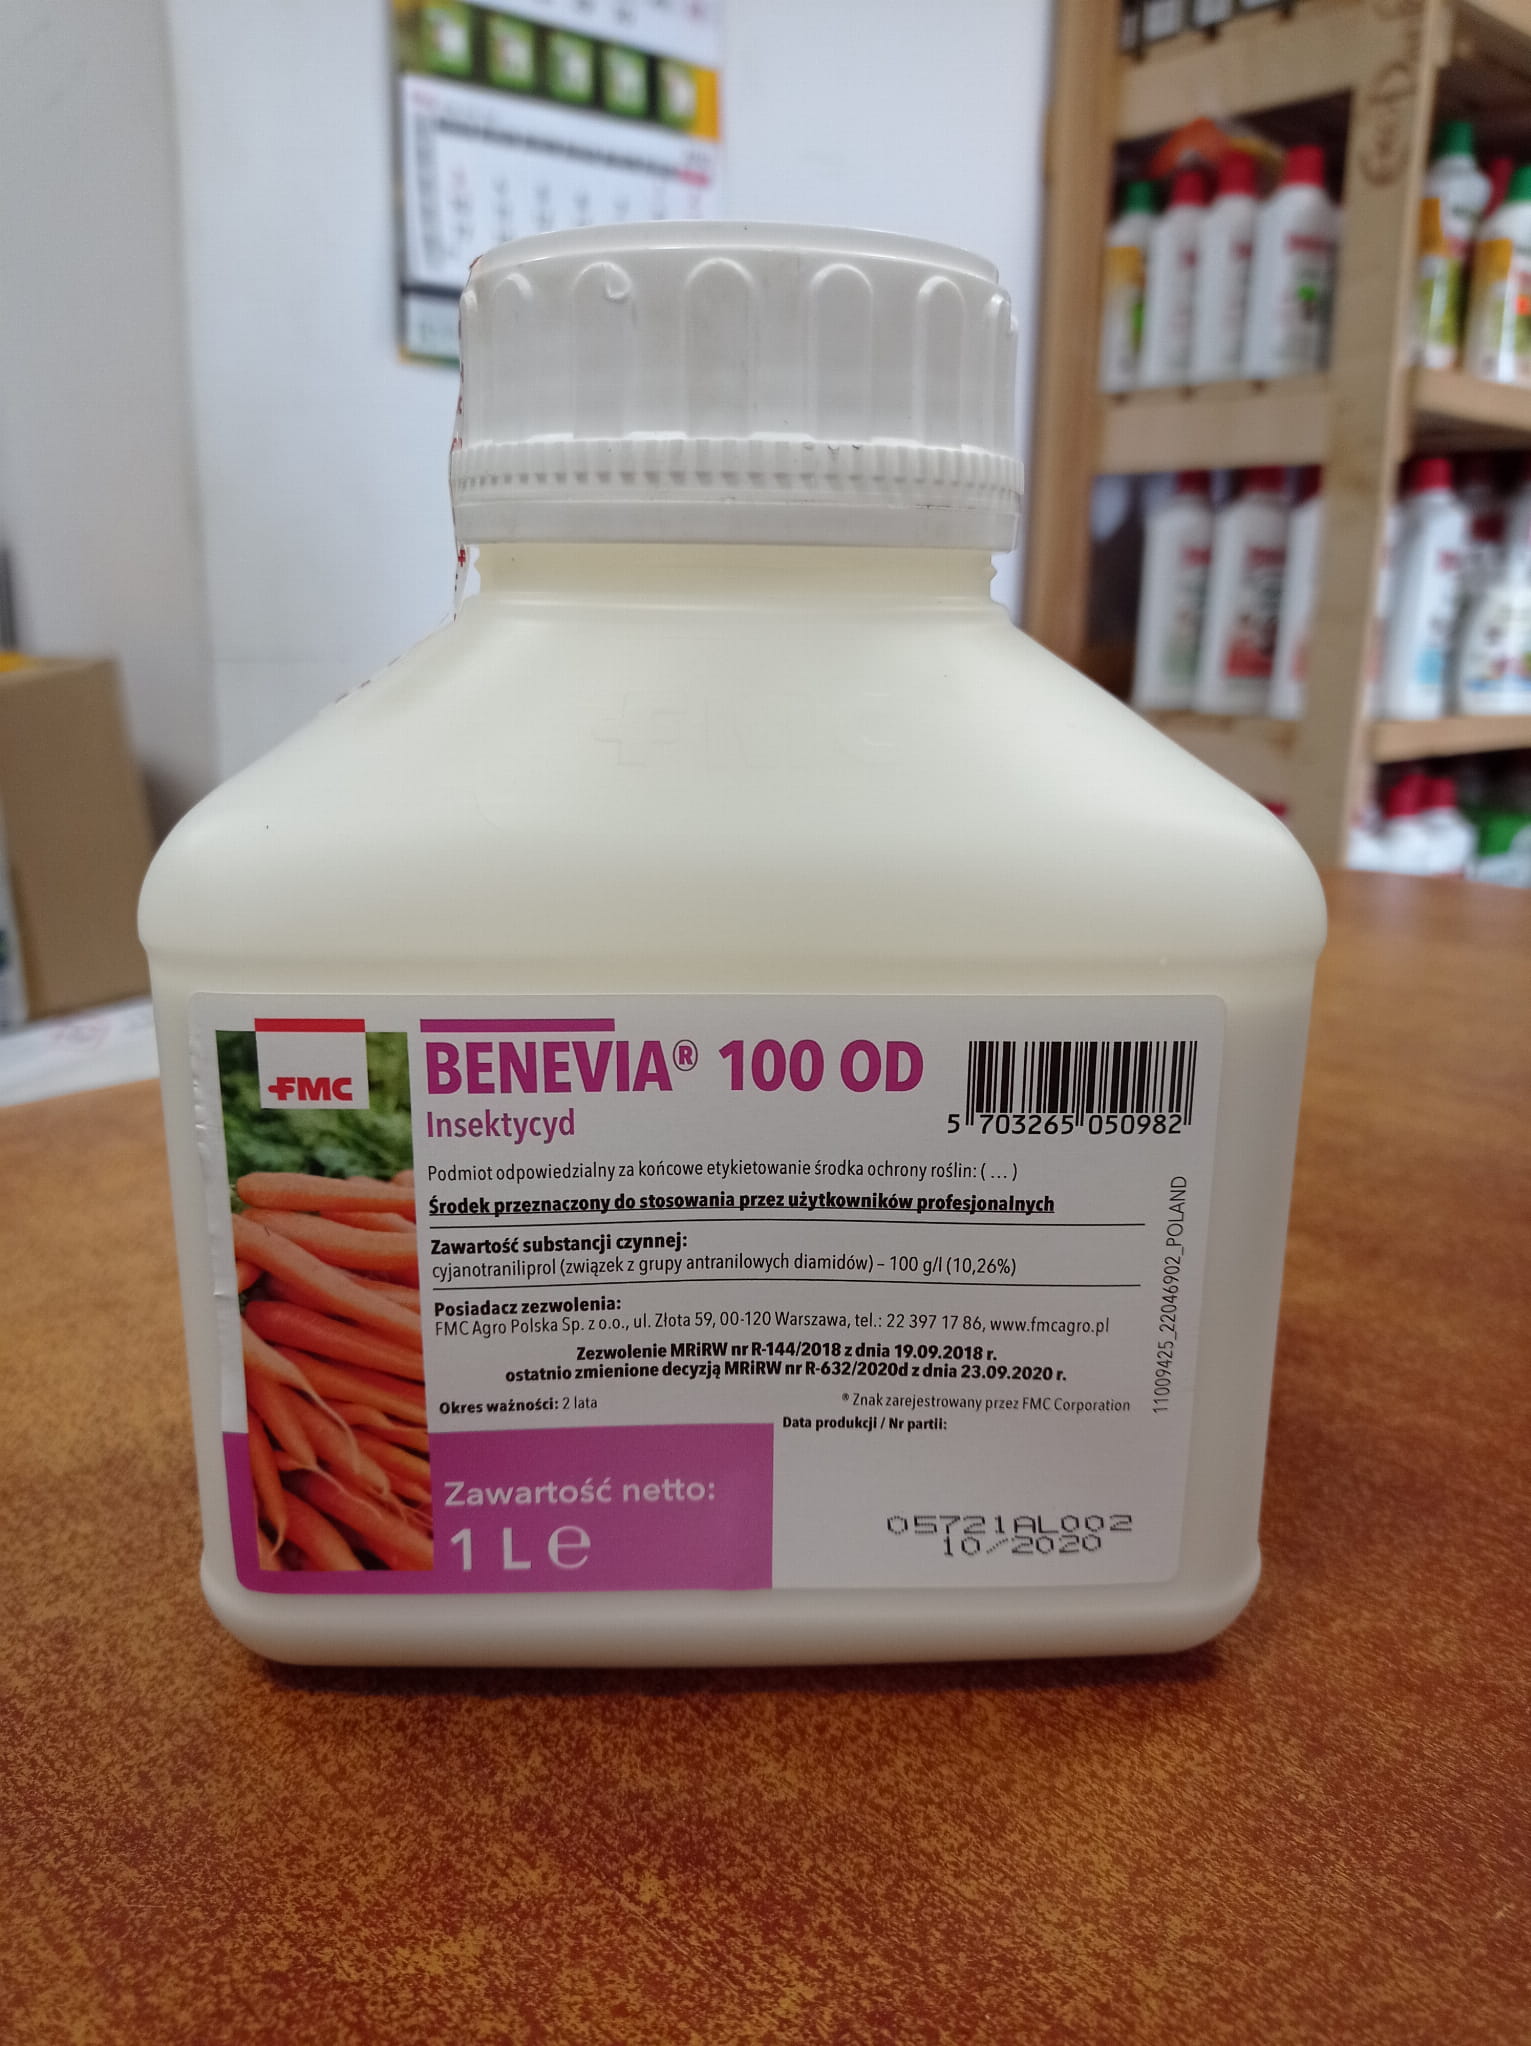 FMC
FMC
BENEVIA® 100 OD
Insektycyd
5 703265 050982
Podmiot odpowiedzialny za końcowe etykietowanie środka ochrony roślin: ( ... )
Środek przeznaczony do stosowania przez użytkowników profesjonalnych
Zawartość substancji czynnej:
cyjanotraniliprol (związek z grupy antranilowych diamidów) – 100 g/l (10,26%)
Posiadacz zezwolenia:
FMC Agro Polska Sp. z o.o., ul. Złota 59, 00-120 Warszawa, tel.: 22 397 17 86, www.fmcagro.pl
Zezwolenie MRiRW nr R-144/2018 z dnia 19.09.2018 r.
ostatnio zmienione decyzją MRiRW nr R-632/2020d z dnia 23.09.2020 r.
Okres ważności: 2 lata
® Znak zarejestrowany przez FMC Corporation
Data produkcji / Nr partii:
Zawartość netto:
1 L e
05721AL002
10/2020
11009425_22046902_POLAND